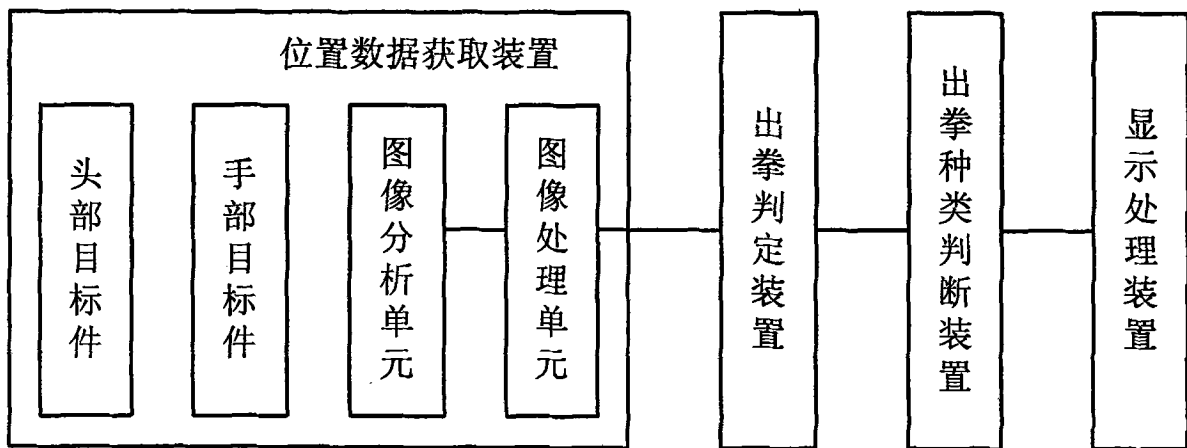 位置数据获取装置
头部目标件
手部目标件
图像分析单元
图像处理单元
出拳判定装置
出拳种类判断装置
显示处理装置